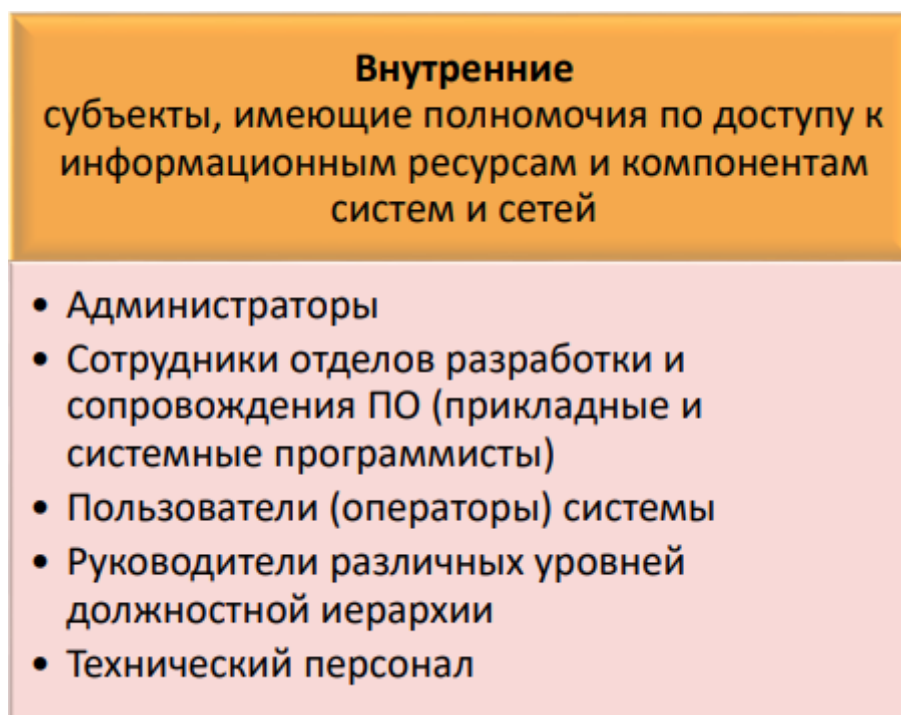 Внутренние
субъекты, имеющие полномочия по доступу к
информационным ресурсам и компонентам
систем и сетей
• Администраторы
• Сотрудники отделов разработки и
сопровождения ПО (прикладные и
системные программисты)
• Пользователи (операторы) системы
• Руководители различных уровней
должностной иерархии
• Технический персонал